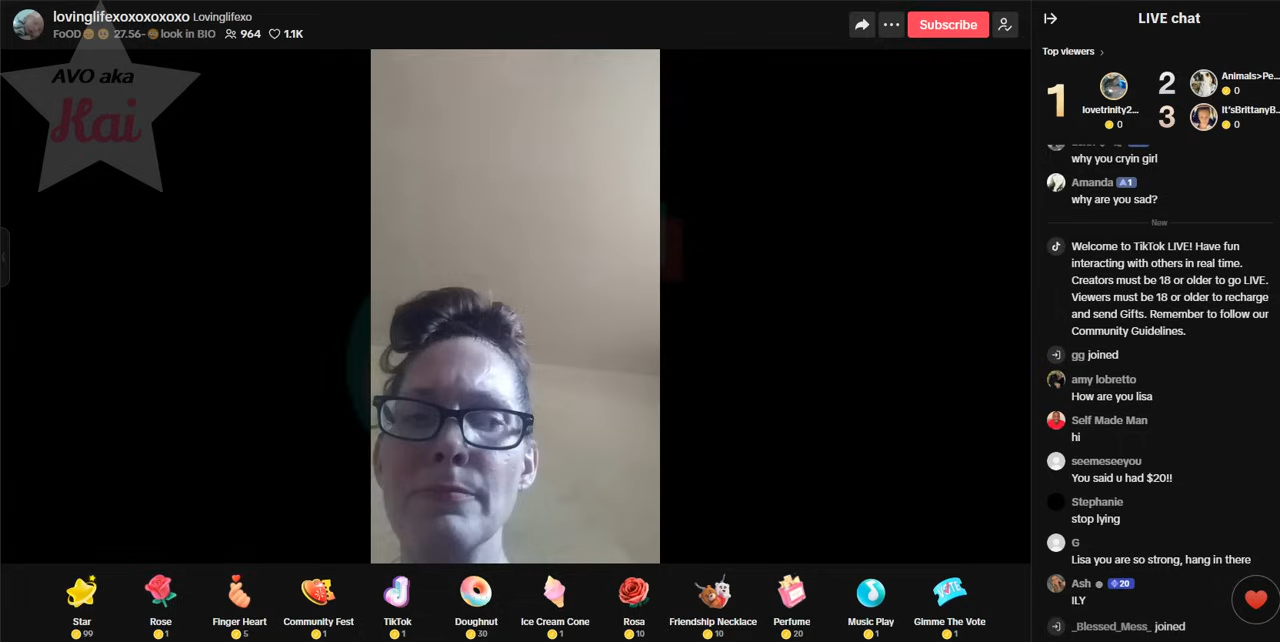 lovinglifexoxoxoxoxo Lovinglifexo
FoOD 27.56- look in BIO 964 1.1K
Subscribe
AVO aka
Kai
LIVE chat
Top viewers
1
lovetrinity2...
0
2
Animals>Pe...
0
3
It'sBrittanyB...
0
why you cryin girl
Amanda 1
why are you sad?
New
Welcome to TikTok LIVE! Have fun
interacting with others in real time.
Creators must be 18 or older to go LIVE.
Viewers must be 18 or older to recharge
and send Gifts. Remember to follow our
Community Guidelines.
gg joined
amy lobretto
How are you lisa
Self Made Man
hi
seemeseeyou
You said u had $20!!
Stephanie
stop lying
G
Lisa you are so strong, hang in there
Ash 20
ILY
_Blessed_Mess_ joined
Star
99
Rose
1
Finger Heart
5
Community Fest
1
TikTok
1
Doughnut
30
Ice Cream Cone
1
Rosa
10
Friendship Necklace
10
Perfume
20
Music Play
1
VOTE
Gimme The Vote
1